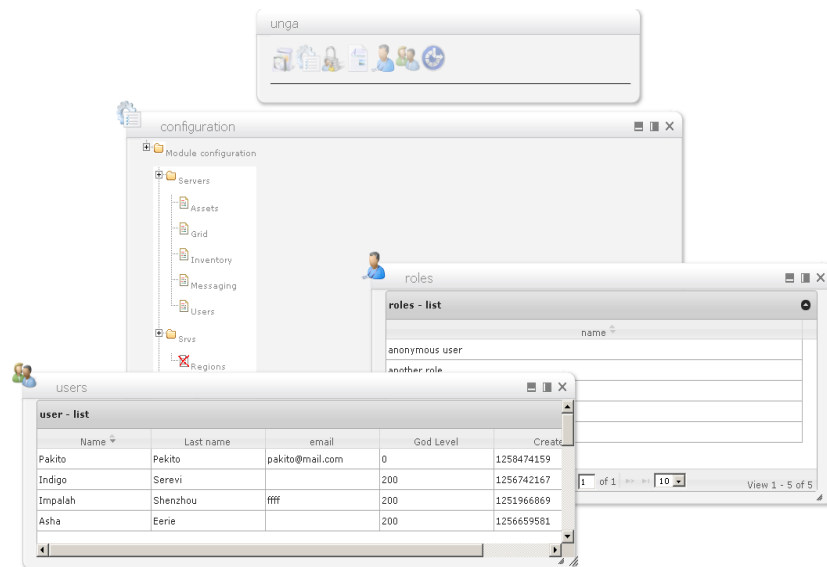 unga
configuration
Module configuration
Servers
Assets
Grid
Inventory
Messaging
Users
Srvs
Regions
roles
roles - list
name
anonymous user
another role
1 of 1 10 View 1 - 5 of 5
users
user - list
Name Last name email God Level Create
Pakito Pekito pakito@mail.com 0 1258474159
Indigo Serevi 200 1256742167
Impalah Shenzhou ffff 200 1251966869
Asha Eerie 200 1256659581